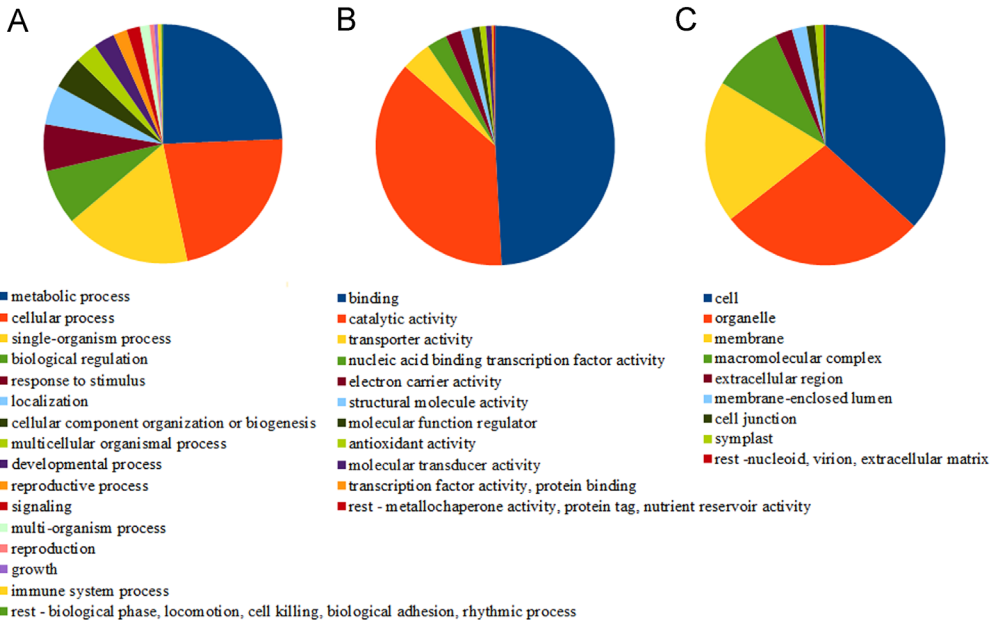 A
B
C
metabolic process
cellular process
single-organism process
biological regulation
response to stimulus
localization
cellular component organization or biogenesis
multicellular organismal process
developmental process
reproductive process
signaling
multi-organism process
reproduction
growth
immune system process
rest - biological phase, locomotion, cell killing, biological adhesion, rhythmic process
binding
catalytic activity
transporter activity
nucleic acid binding transcription factor activity
electron carrier activity
structural molecule activity
molecular function regulator
antioxidant activity
molecular transducer activity
transcription factor activity, protein binding
rest - metallochaperone activity, protein tag, nutrient reservoir activity
cell
organelle
membrane
macromolecular complex
extracellular region
membrane-enclosed lumen
cell junction
symplast
rest -nucleoid, virion, extracellular matrix